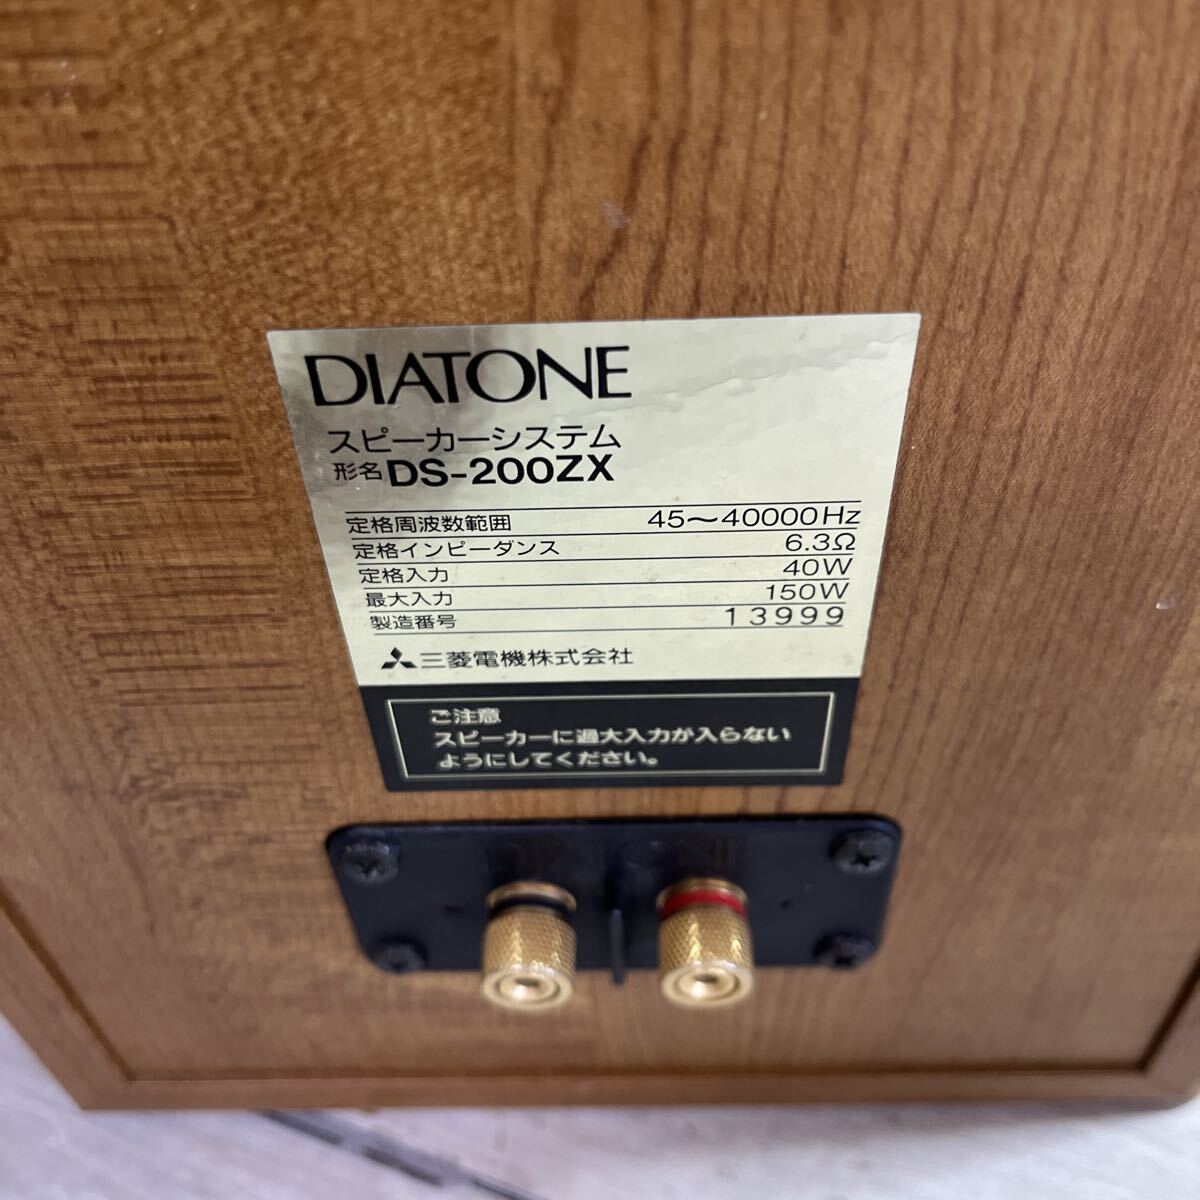 DIATONE
スピーカーシステム
形名 DS-200ZX
定格周波数範囲 45〜40000Hz
定格インピーダンス 6.3Ω
定格入力 40W
最大入力 150W
製造番号 13999
三菱電機株式会社
ご注意
スピーカーに過大入力が入らない
ようにしてください。